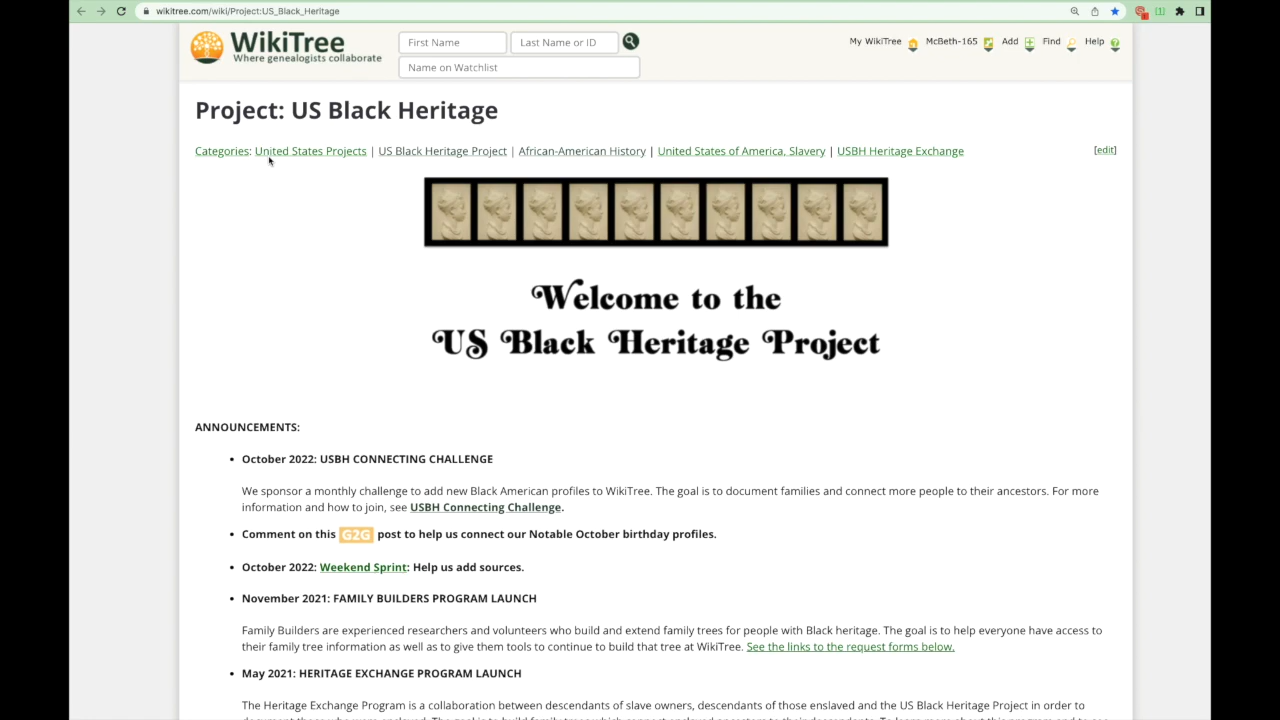 wikitree.com/wiki/Project:US_Black_Heritage
WikiTree
Where genealogists collaborate
First Name
Last Name or ID
Name on Watchlist
My WikiTree
McBeth-165
Add
Find
Help
Project: US Black Heritage
Categories: United States Projects | US Black Heritage Project | African-American History | United States of America, Slavery | USBH Heritage Exchange
[edit]
Welcome to the
US Black Heritage Project
ANNOUNCEMENTS:
• October 2022: USBH CONNECTING CHALLENGE
We sponsor a monthly challenge to add new Black American profiles to WikiTree. The goal is to document families and connect more people to their ancestors. For more
information and how to join, see USBH Connecting Challenge.
• Comment on this G2G post to help us connect our Notable October birthday profiles.
• October 2022: Weekend Sprint: Help us add sources.
• November 2021: FAMILY BUILDERS PROGRAM LAUNCH
Family Builders are experienced researchers and volunteers who build and extend family trees for people with Black heritage. The goal is to help everyone have access to
their family tree information as well as to give them tools to continue to build that tree at WikiTree. See the links to the request forms below.
• May 2021: HERITAGE EXCHANGE PROGRAM LAUNCH
The Heritage Exchange Program is a collaboration between descendants of slave owners, descendants of those enslaved and the US Black Heritage Project in order to